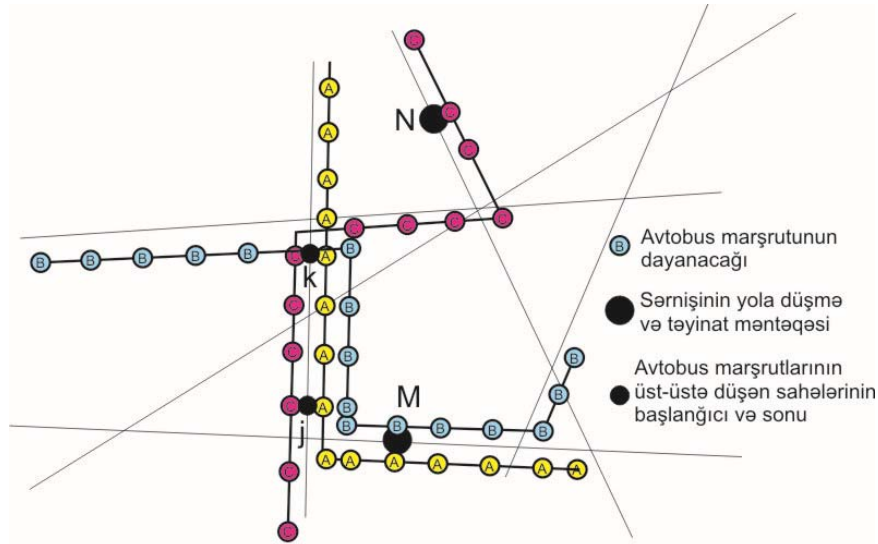 C
A
N C
A
C
A
A C C C C
B B B B B C A B
k
C A B
C A B B
B
M
C A B
j
B B B B B
A A A A A A A
C
C
B Avtobus marşrutunun
dayanacağı
Sərnişinin yola düşmə
və təyinat məntəqəsi
Avtobus marşrutlarının
üst-üstə düşən sahələrinin
başlanğıcı və sonu